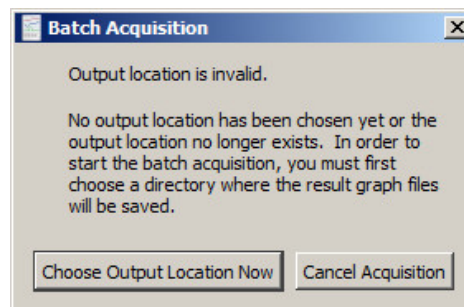 Batch Acquisition
Output location is invalid.
No output location has been chosen yet or the
output location no longer exists. In order to
start the batch acquisition, you must first
choose a directory where the result graph files
will be saved.
Choose Output Location Now
Cancel Acquisition